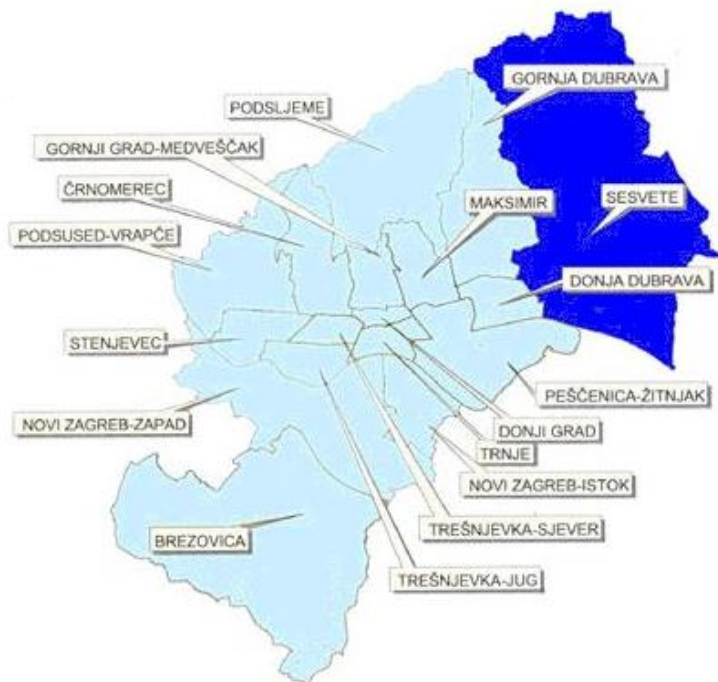 GORNJA DUBRAVA
PODSLJEME
GORNJI GRAD-MEDVEŠČAK
ČRNOMEREC
MAKSIMIR
SESVETE
PODSUSED-VRAPČE
DONJA DUBRAVA
STENJEVEC
PEŠČENICA-ŽITNJAK
NOVI ZAGREB-ZAPAD
DONJI GRAD
TRNJE
NOVI ZAGREB-ISTOK
TREŠNJEVKA-SJEVER
BREZOVICA
TREŠNJEVKA-JUG